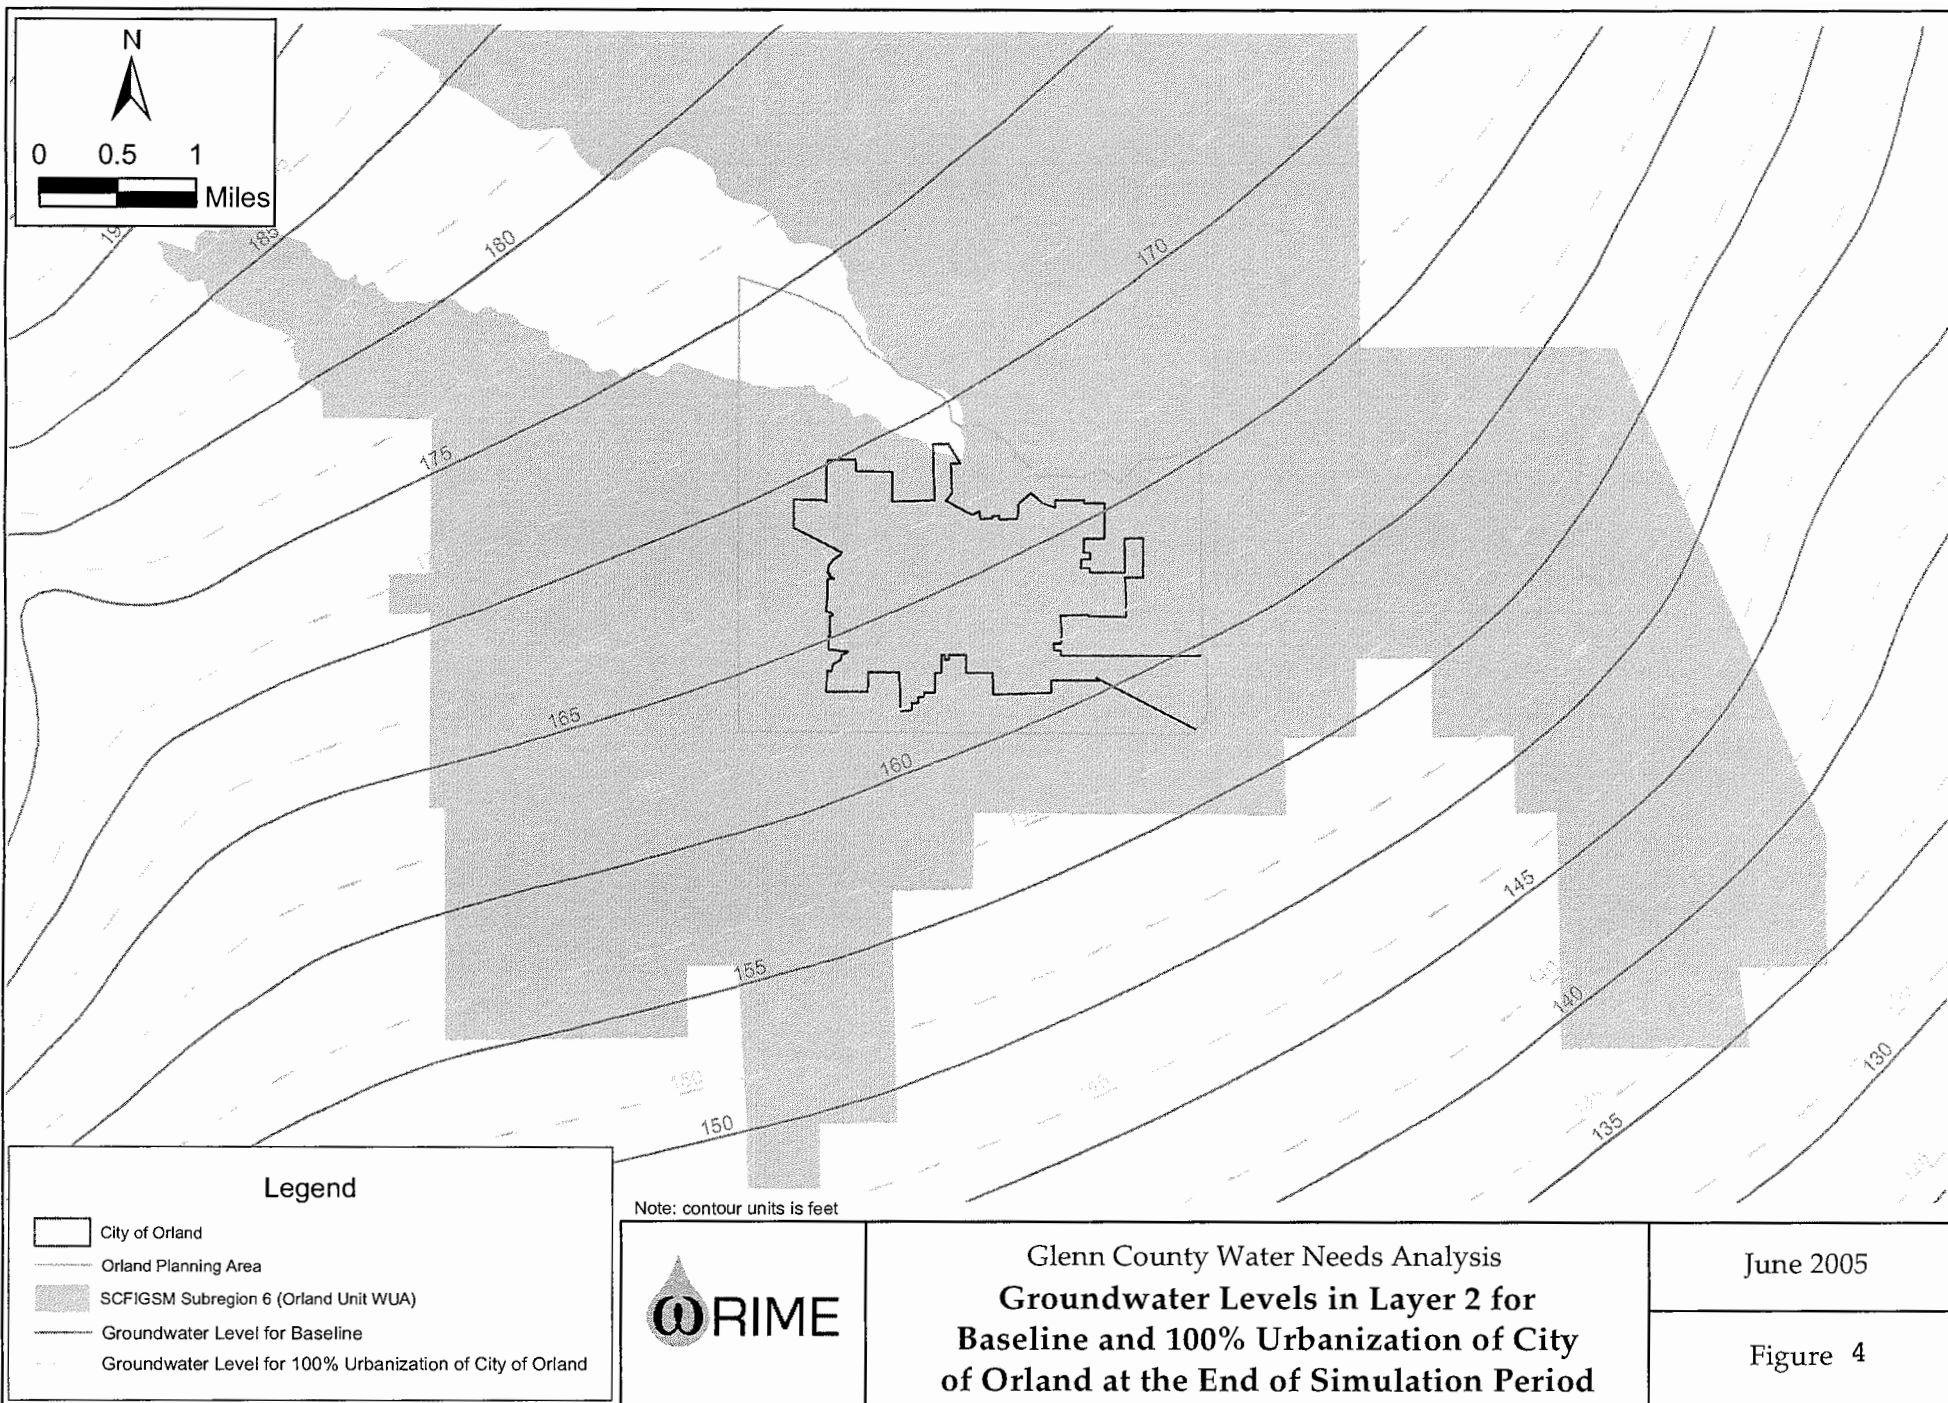 N
0 0.5 1
Miles
185
180
170
175
165
160
155
150
150
145
140
140
135
130
Note: contour units is feet
Legend
City of Orland
Orland Planning Area
SCFIGSM Subregion 6 (Orland Unit WUA)
Groundwater Level for Baseline
Groundwater Level for 100% Urbanization of City of Orland
WRIME
Glenn County Water Needs Analysis
Groundwater Levels in Layer 2 for
Baseline and 100% Urbanization of City
of Orland at the End of Simulation Period
June 2005
Figure 4